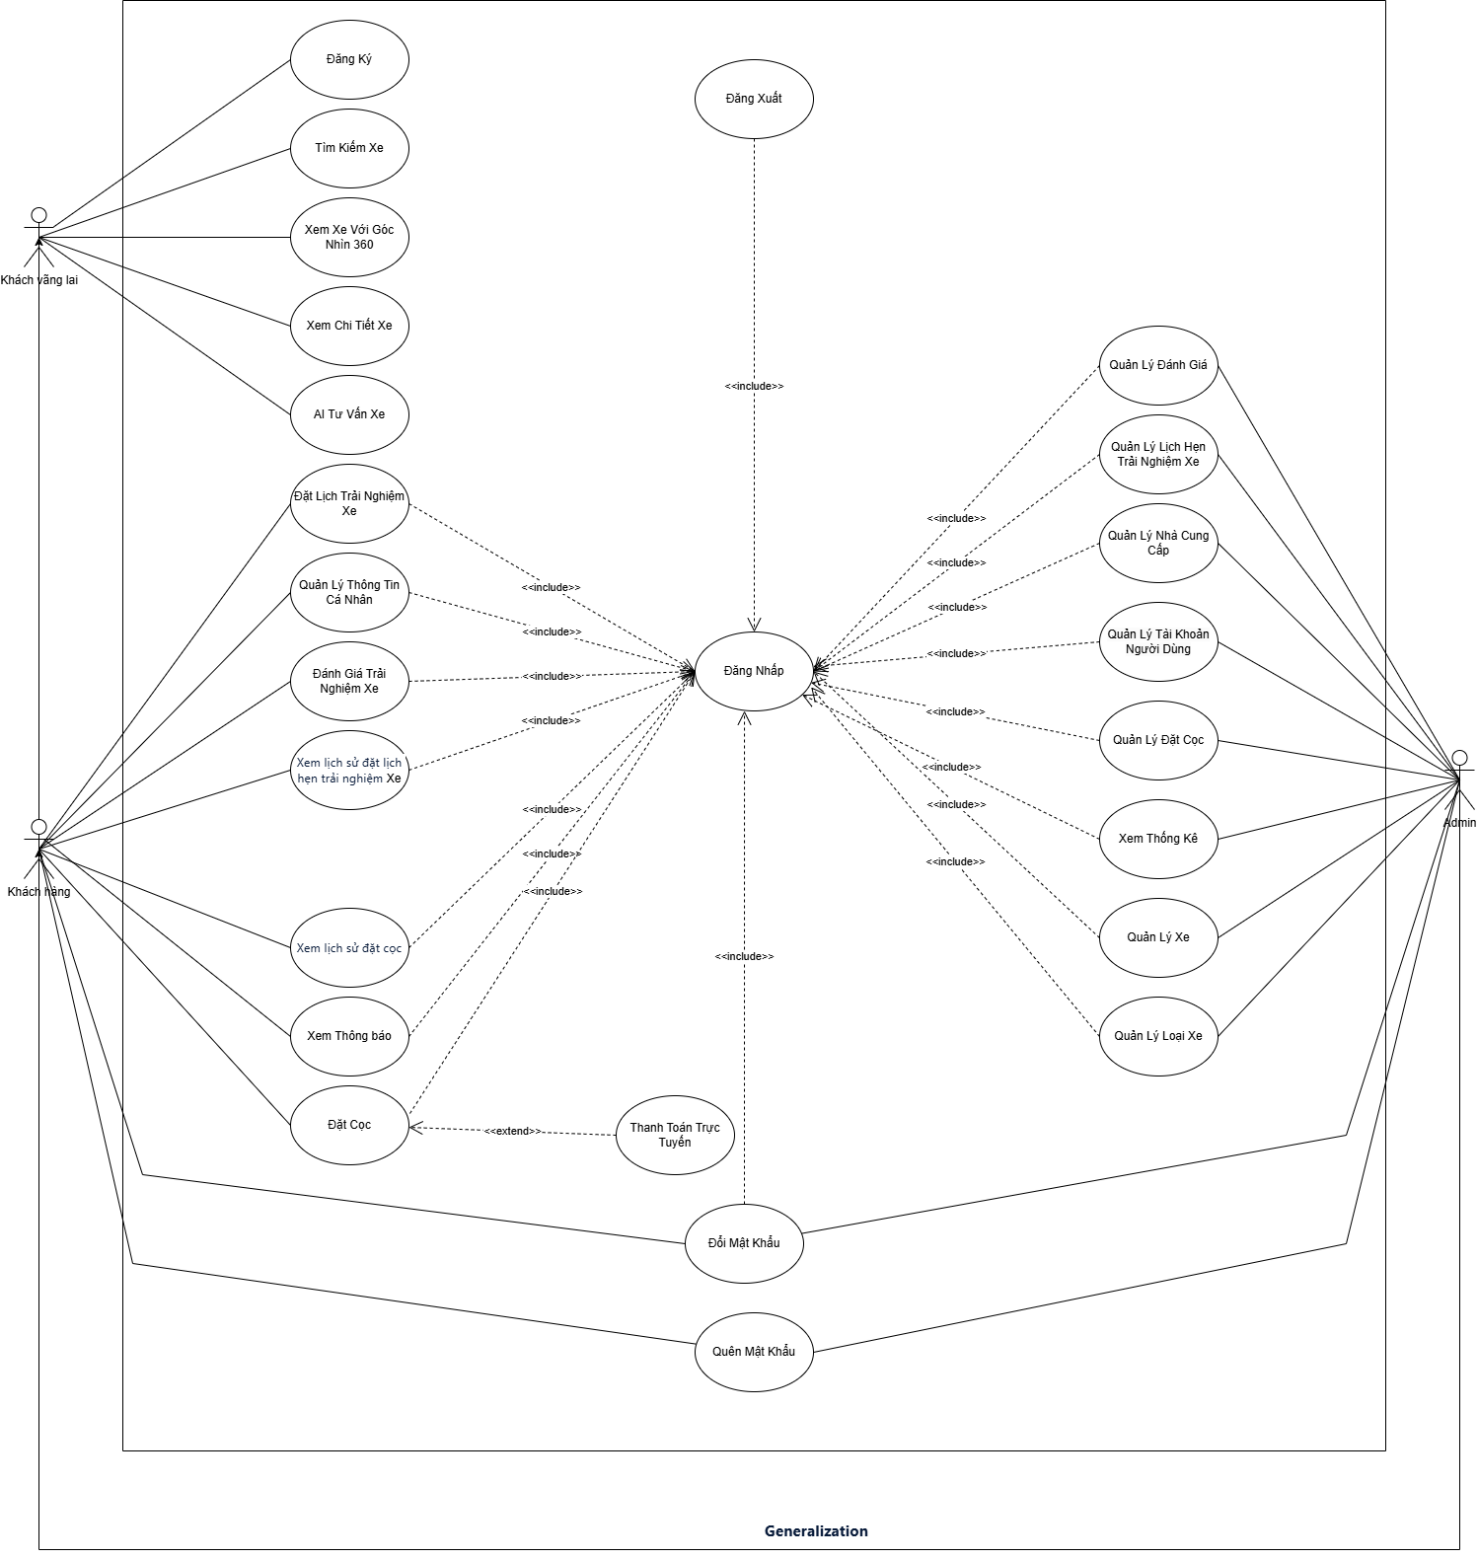 Đăng Ký
Đăng Xuất
Tìm Kiếm Xe
Xem Xe Với Góc
Nhìn 360
Khách vãng lai
Xem Chi Tiết Xe
AI Tư Vấn Xe
<<include>>
Quản Lý Đánh Giá
Quản Lý Lịch Hẹn
Trải Nghiệm Xe
Đặt Lịch Trải Nghiệm
Xe
<<include>>
Quản Lý Nhà Cung
Cấp
<<include>>
Quản Lý Thông Tin
Cá Nhân
<<include>>
<<include>>
<<include>>
Quản Lý Tài Khoản
Người Dùng
<<include>>
Đánh Giá Trải
Nghiệm Xe
<<include>>
Đăng Nhập
<<include>>
<<include>>
Quản Lý Đặt Cọc
Xem lịch sử đặt lịch
hẹn trải nghiệm Xe
<<include>>
<<include>>
<<include>>
Admin
Xem Thống Kê
<<include>>
<<include>>
Khách hàng
<<include>>
Quản Lý Xe
Xem lịch sử đặt cọc
<<include>>
Xem Thông báo
Quản Lý Loại Xe
Đặt Cọc
<<extend>>
Thanh Toán Trực
Tuyến
Đổi Mật Khẩu
Quên Mật Khẩu
Generalization